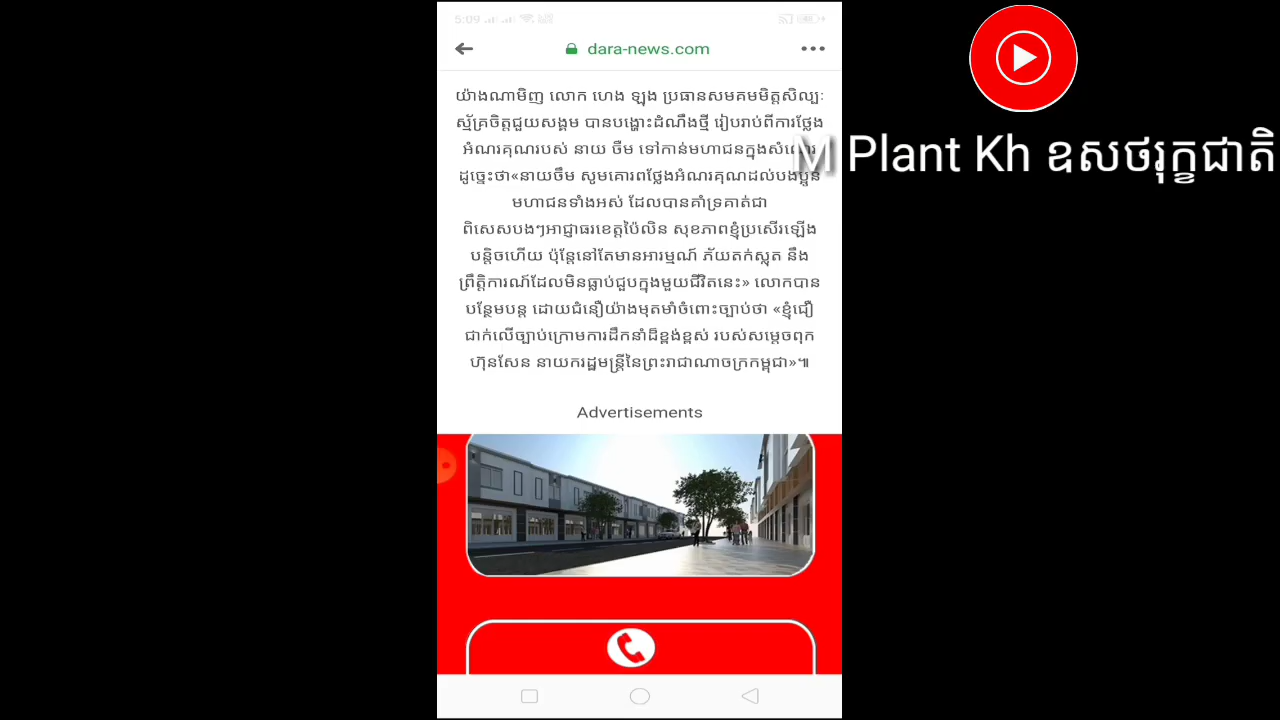 5:09
dara-news.com
M Plant Kh ឱសថរុក្ខជាតិ
យ៉ាងណាមិញ លោក ហេង ឡុង ប្រធានសមគមមិត្តសិល្បៈ
ស្ម័គ្រចិត្តជួយសង្គម បានបង្ហោះដំណឹងថ្មី រៀបរាប់ពីការថ្លែង
អំណរគុណរបស់ នាយ ចឺម ទៅកាន់មហាជនក្នុងសំណេរ
ដូច្នេះថា«នាយចឺម សូមគោរពថ្លែងអំណរគុណដល់បងប្អូន
មហាជនទាំងអស់ ដែលបានគាំទ្រគាត់ជា
ពិសេសបងៗអាជ្ញាធរខេត្តប៉ៃលិន សុខភាពខ្ញុំប្រសើរឡើង
បន្តិចហើយ ប៉ុន្តែនៅតែមានអារម្មណ៍ ភ័យតក់ស្លុត នឹង
ព្រឹត្តិការណ៍ដែលមិនធ្លាប់ជួបក្នុងមួយជីវិតនេះ» លោកបាន
បន្ថែមបន្ត ដោយជំនឿយ៉ាងមុតមាំចំពោះច្បាប់ថា «ខ្ញុំជឿ
ជាក់លើច្បាប់ក្រោមការដឹកនាំដ៏ខ្ពង់ខ្ពស់ របស់សម្តេចពុក
ហ៊ុនសែន នាយករដ្ឋមន្ត្រីនៃព្រះរាជាណាចក្រកម្ពុជា»៕
Advertisements